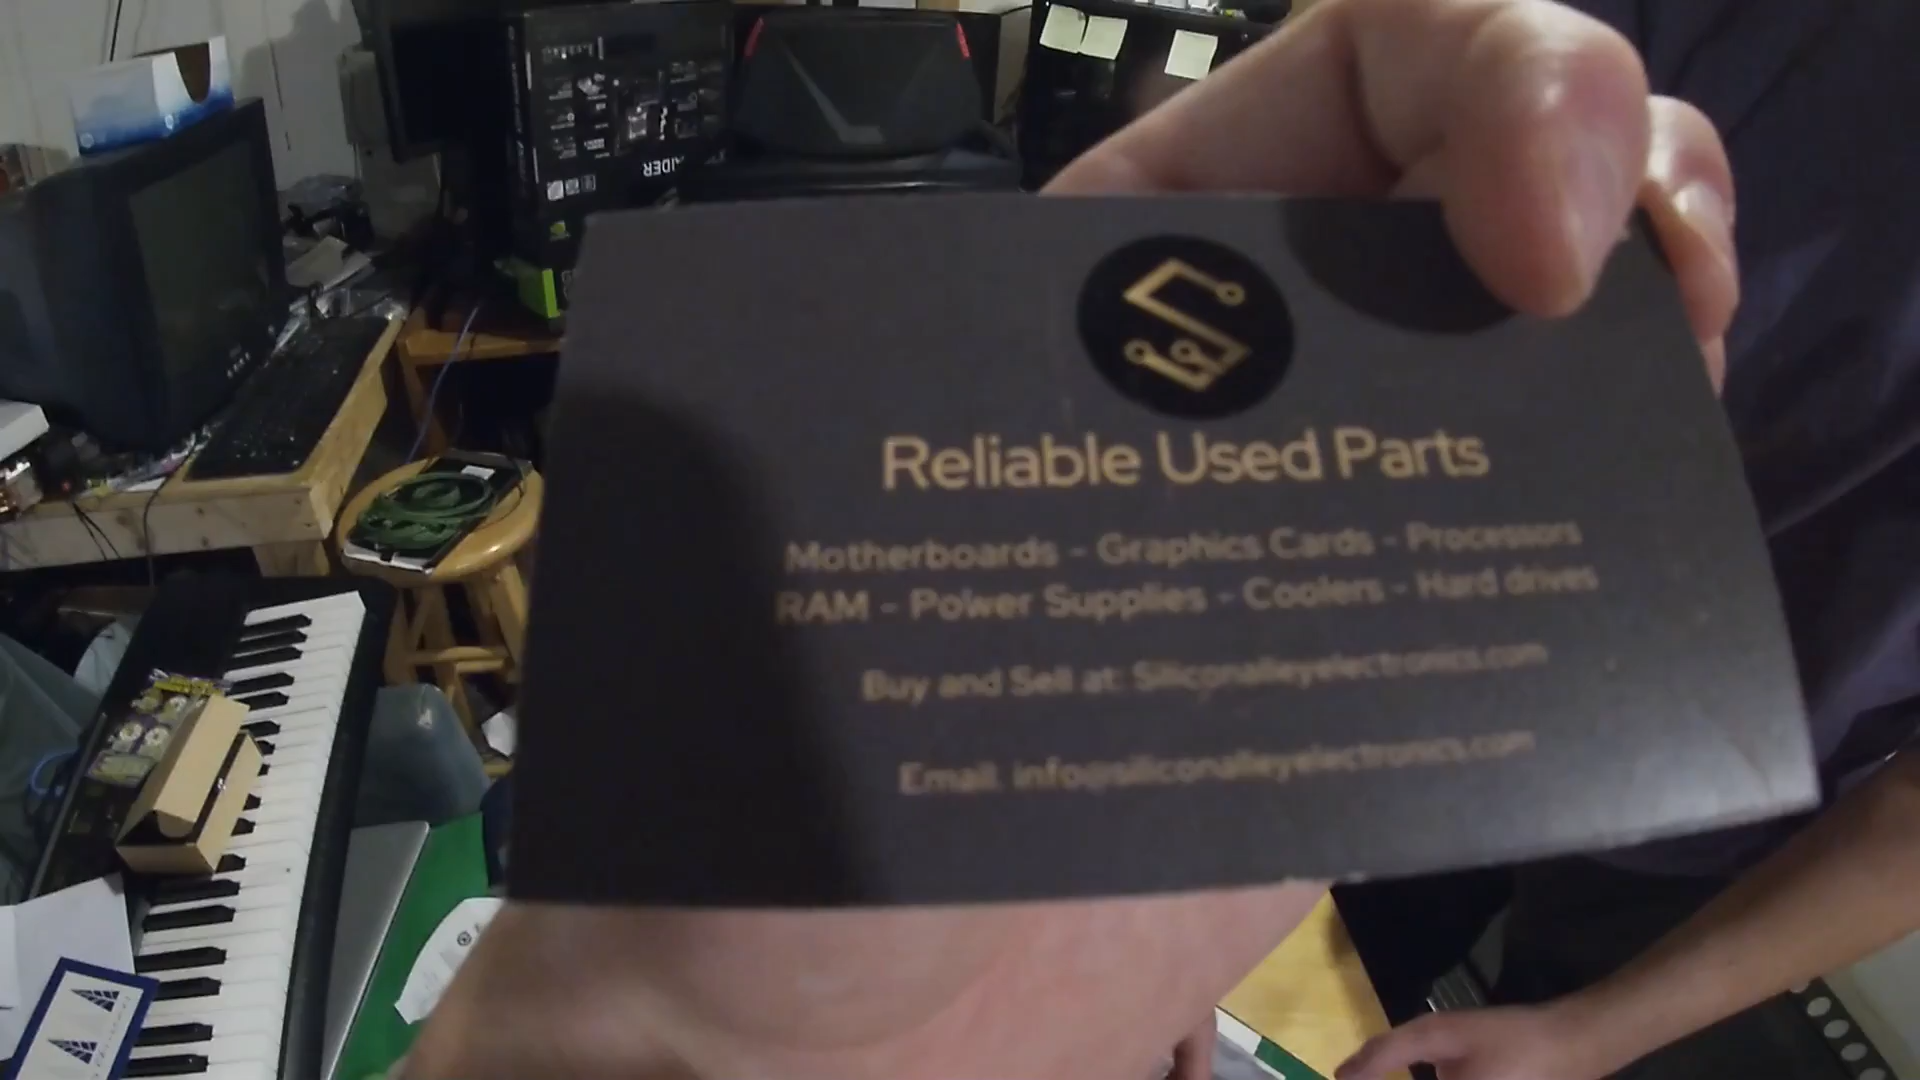 Reliable Used Parts
Motherboards - Graphics Cards - Processors
RAM - Power Supplies - Coolers - Hard drives
Buy and Sell at: Siliconalleyelectronics.com
Email: info@siliconalleyelectronics.com